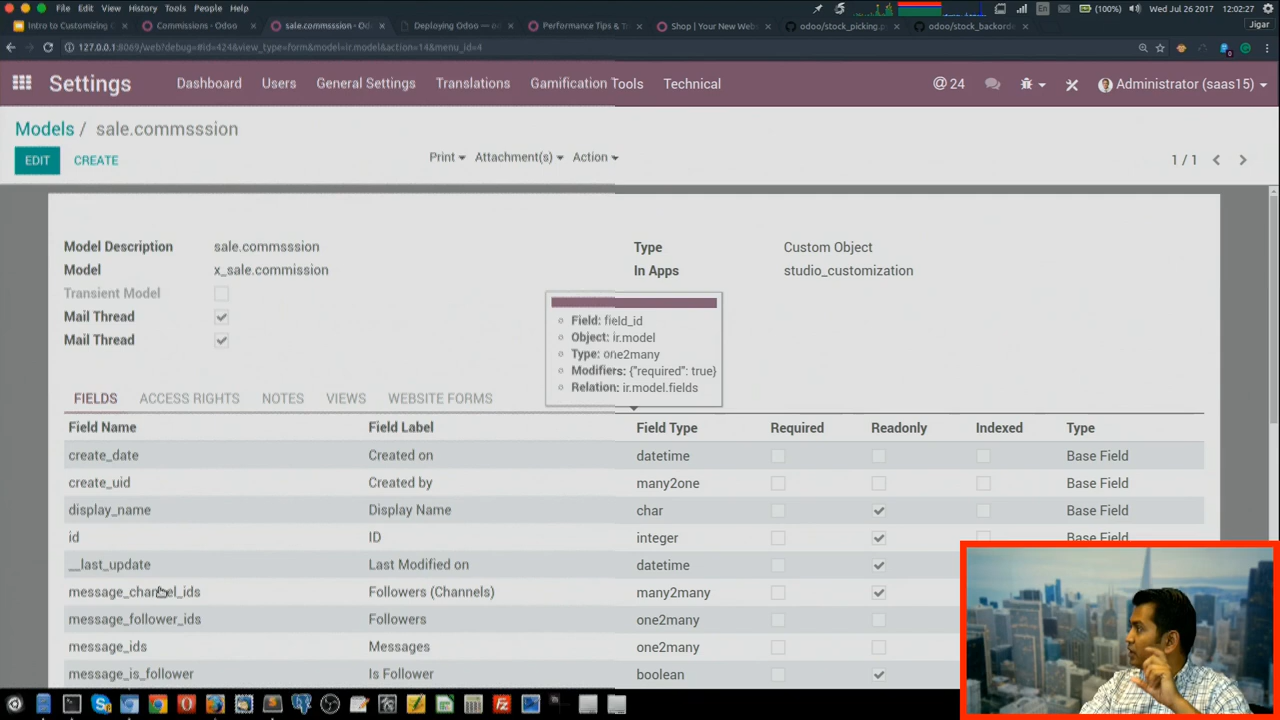 File Edit View History Tools People Help
En (100%) Wed Jul 26 2017 12:02:27
Intro to Customizing Commissions - Odoo sale.commsssion - Odoo Deploying Odoo — Performance Tips & Shop | Your New Web odoo/stock_picking. odoo/stock_backord
Jigar
127.0.0.1:8069/web?debug=#id=424&view_type=form&model=ir.model&action=14&menu_id=4
Settings Dashboard Users General Settings Translations Gamification Tools Technical @ 24 Administrator (saas15)
Models / sale.commsssion
EDIT CREATE Print Attachment(s) Action 1 / 1
Model Description sale.commsssion Type Custom Object
Model x_sale.commission In Apps studio_customization
Transient Model
Mail Thread
Mail Thread
Field: field_id
Object: ir.model
Type: one2many
Modifiers: {"required": true}
Relation: ir.model.fields
FIELDS ACCESS RIGHTS NOTES VIEWS WEBSITE FORMS
Field Name Field Label Field Type Required Readonly Indexed Type
create_date Created on datetime Base Field
create_uid Created by many2one Base Field
display_name Display Name char Base Field
id ID integer Base Field
__last_update Last Modified on datetime
message_channel_ids Followers (Channels) many2many
message_follower_ids Followers one2many
message_ids Messages one2many
message_is_follower Is Follower boolean